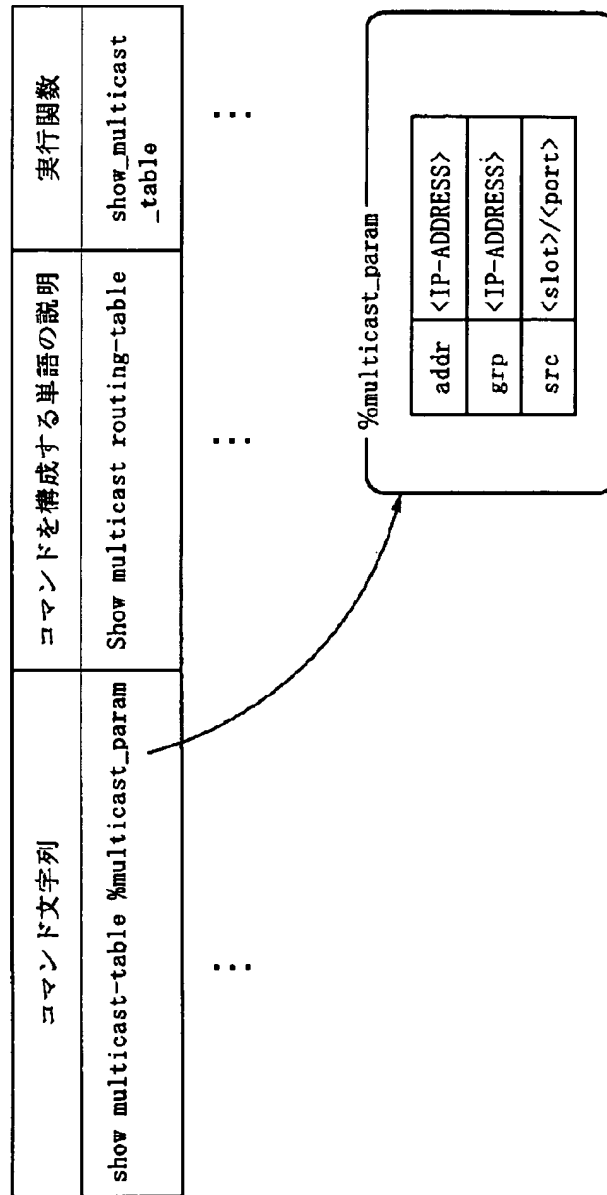 コマンド文字列
コマンドを構成する単語の説明
実行関数
show multicast-table %multicast_param
Show multicast routing-table
show_multicast
_table
...
...
...
%multicast_param
addr
<IP-ADDRESS>
grp
<IP-ADDRESS>
src
<slot>/<port>